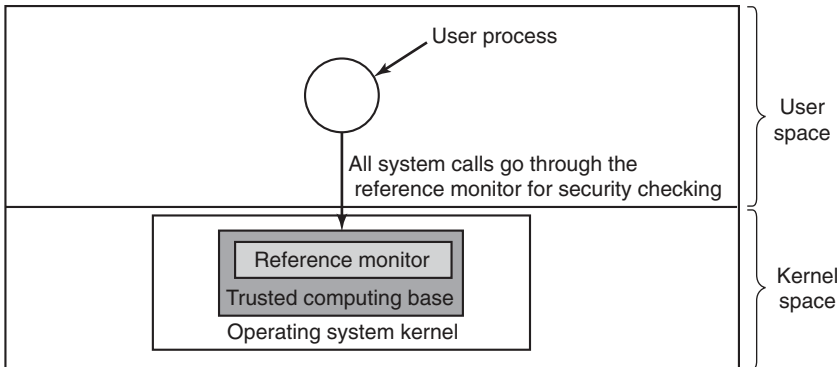 User process
User
space
All system calls go through the
reference monitor for security checking
Reference monitor
Trusted computing base
Operating system kernel
Kernel
space